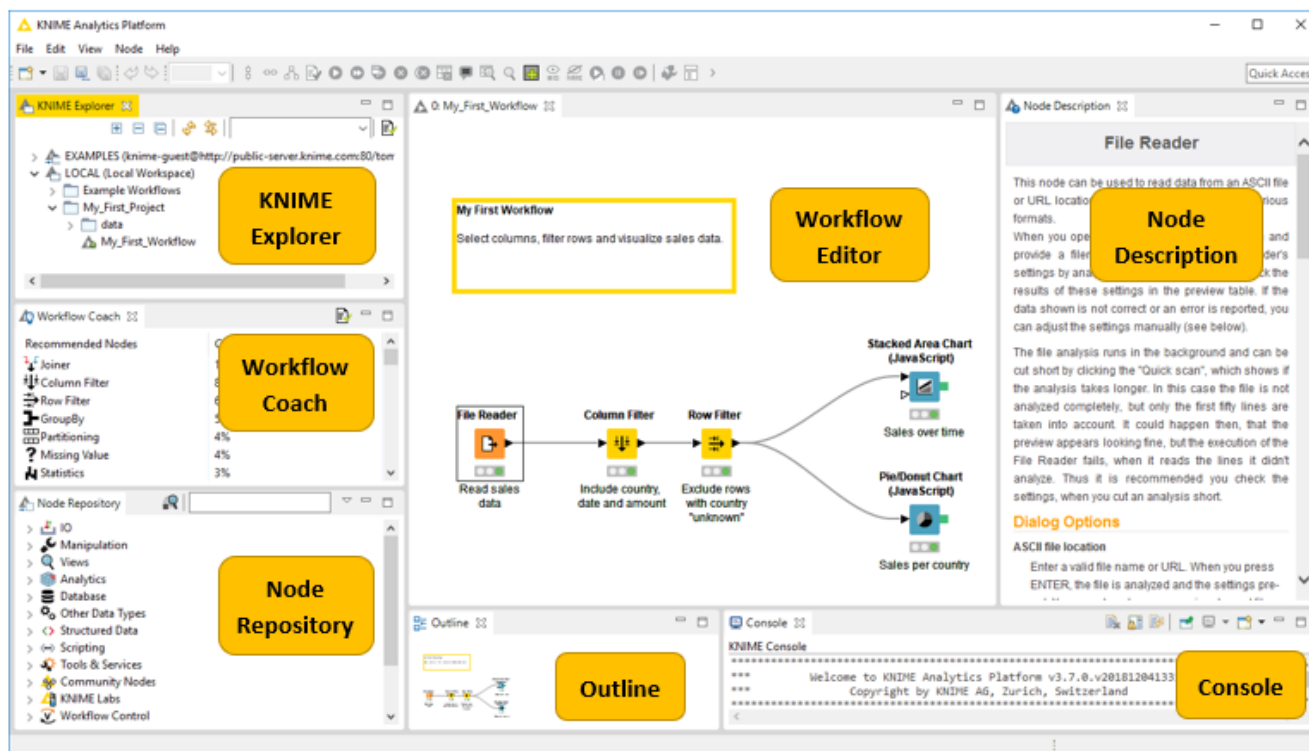 KNIME Analytics Platform
File Edit View Node Help
Quick Acces
KNIME Explorer
EXAMPLES (knime-guest@http://public-server.knime.com:80/tom
LOCAL (Local Workspace)
Example Workflows
My_First_Project
data
My_First_Workflow
KNIME
Explorer
Workflow Coach
Recommended Nodes
Joiner
Column Filter
Row Filter
GroupBy
Partitioning 4%
Missing Value 4%
Statistics 3%
Workflow
Coach
Node Repository
IO
Manipulation
Views
Analytics
Database
Other Data Types
Structured Data
Scripting
Tools & Services
Community Nodes
KNIME Labs
Workflow Control
Node
Repository
0: My_First_Workflow
My First Workflow
Select columns, filter rows and visualize sales data.
Workflow
Editor
File Reader
Read sales
data
Column Filter
Include country,
date and amount
Row Filter
Exclude rows
with country
"unknown"
Stacked Area Chart
(JavaScript)
Sales over time
Pie/Donut Chart
(JavaScript)
Sales per country
Outline
Outline
Console
KNIME Console
********************************************************************************
*** Welcome to KNIME Analytics Platform v3.7.0.v20181204133
*** Copyright by KNIME AG, Zurich, Switzerland
********************************************************************************
Console
Node Description
File Reader
This node can be used to read data from an ASCII file
or URL location
formats.
When you and
provide a
settings by the
results of these settings in the preview table. If the
data shown is not correct or an error is reported, you
can adjust the settings manually (see below).
The file analysis runs in the background and can be
cut short by clicking the "Quick scan", which shows if
the analysis takes longer. In this case the file is not
analyzed completely, but only the first fifty lines are
taken into account. It could happen then, that the
preview appears looking fine, but the execution of the
File Reader fails, when it reads the lines it didn't
analyze. Thus it is recommended you check the
settings, when you cut an analysis short.
Dialog Options
ASCII file location
Enter a valid file name or URL. When you press
ENTER, the file is analyzed and the settings pre-
Node
Description